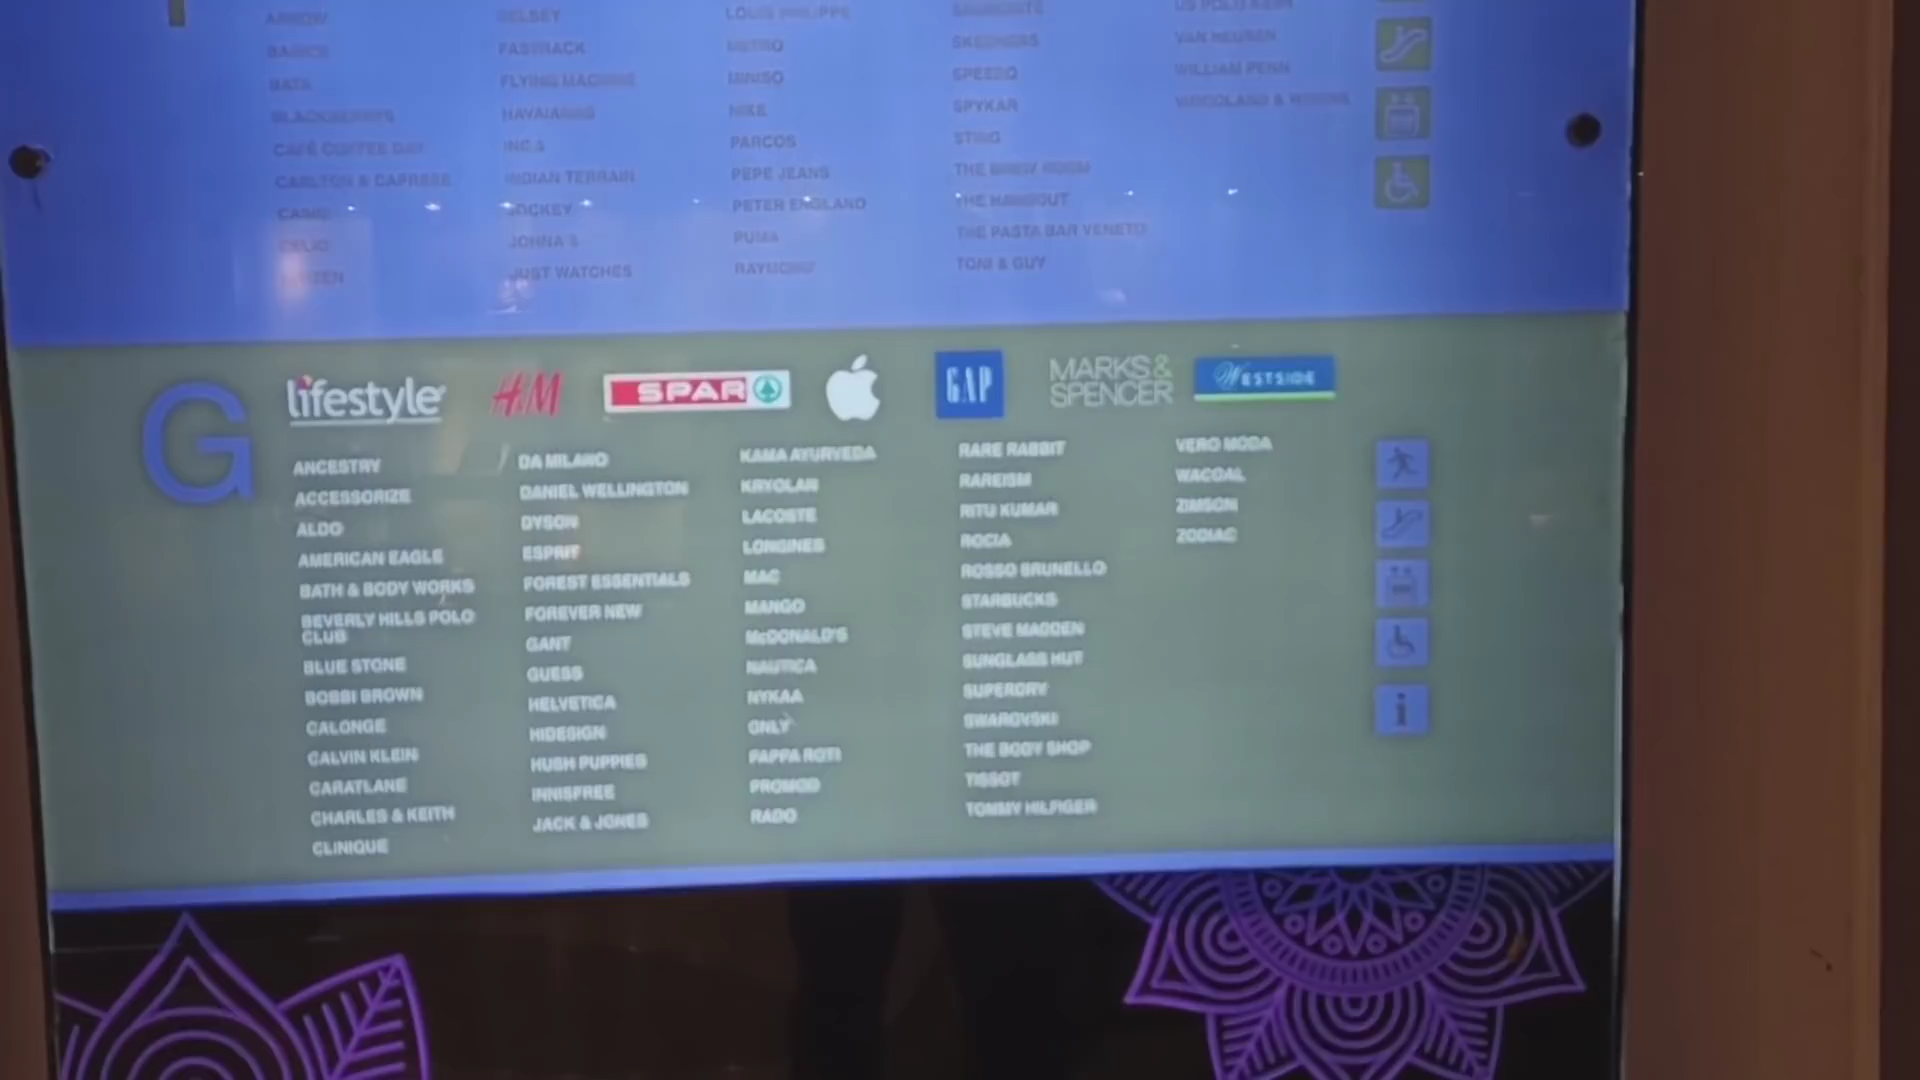 ARROW
BASICS
BATA
BLACKBERRYS
CAFÉ COFFEE DAY
CARLTON & CAPRESE
CASIO
CELIO
KELSEY
FASTRACK
FLYING MACHINE
HAVAIANAS
INC.5
INDIAN TERRAIN
JOCKEY
JUST WATCHES
LOUIS PHILIPPE
METRO
MINISO
NIKE
PARCOS
PEPE JEANS
PETER ENGLAND
PUMA
RAYMOND
SKECHERS
SPEEDO
SPYKAR
STING
THE BREW ROOM
THE HANGOUT
THE PASTA BAR VENETO
TONI & GUY
US POLO ASSN
VAN HEUSEN
WILLIAM PENN
G
lifestyle
H&M
SPAR
GAP
MARKS &
SPENCER
WESTSIDE
ANCESTRY
ACCESSORIZE
ALDO
AMERICAN EAGLE
BATH & BODY WORKS
BEVERLY HILLS POLO
CLUB
BLUE STONE
BOBBI BROWN
CALONGE
CALVIN KLEIN
CARATLANE
CHARLES & KEITH
CLINIQUE
DA MILANO
DANIEL WELLINGTON
DYSON
ESPRIT
FOREST ESSENTIALS
FOREVER NEW
GANT
GUESS
HELVETICA
HIDESIGN
HUSH PUPPIES
INNISFREE
JACK & JONES
KAMA AYURVEDA
KRYOLAN
LACOSTE
LONGINES
MAC
MANGO
McDONALD'S
NAUTICA
NYKAA
ONLY
PAPPA ROTI
PROMOD
RADO
RARE RABBIT
RAREISM
RITU KUMAR
ROCIA
ROSSO BRUNELLO
STARBUCKS
STEVE MADDEN
SUNGLASS HUT
SUPERDRY
SWAROVSKI
THE BODY SHOP
TISSOT
TOMMY HILFIGER
VERO MODA
WACOAL
ZIMSON
ZODIAC
i